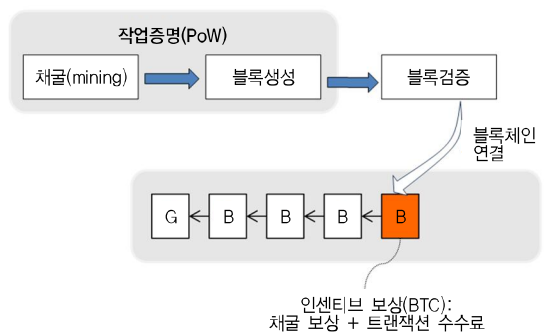 작업증명(PoW)
채굴(mining)
블록생성
블록검증
블록체인
연결
G
B
B
B
B
인센티브 보상(BTC):
채굴 보상 + 트랜잭션 수수료